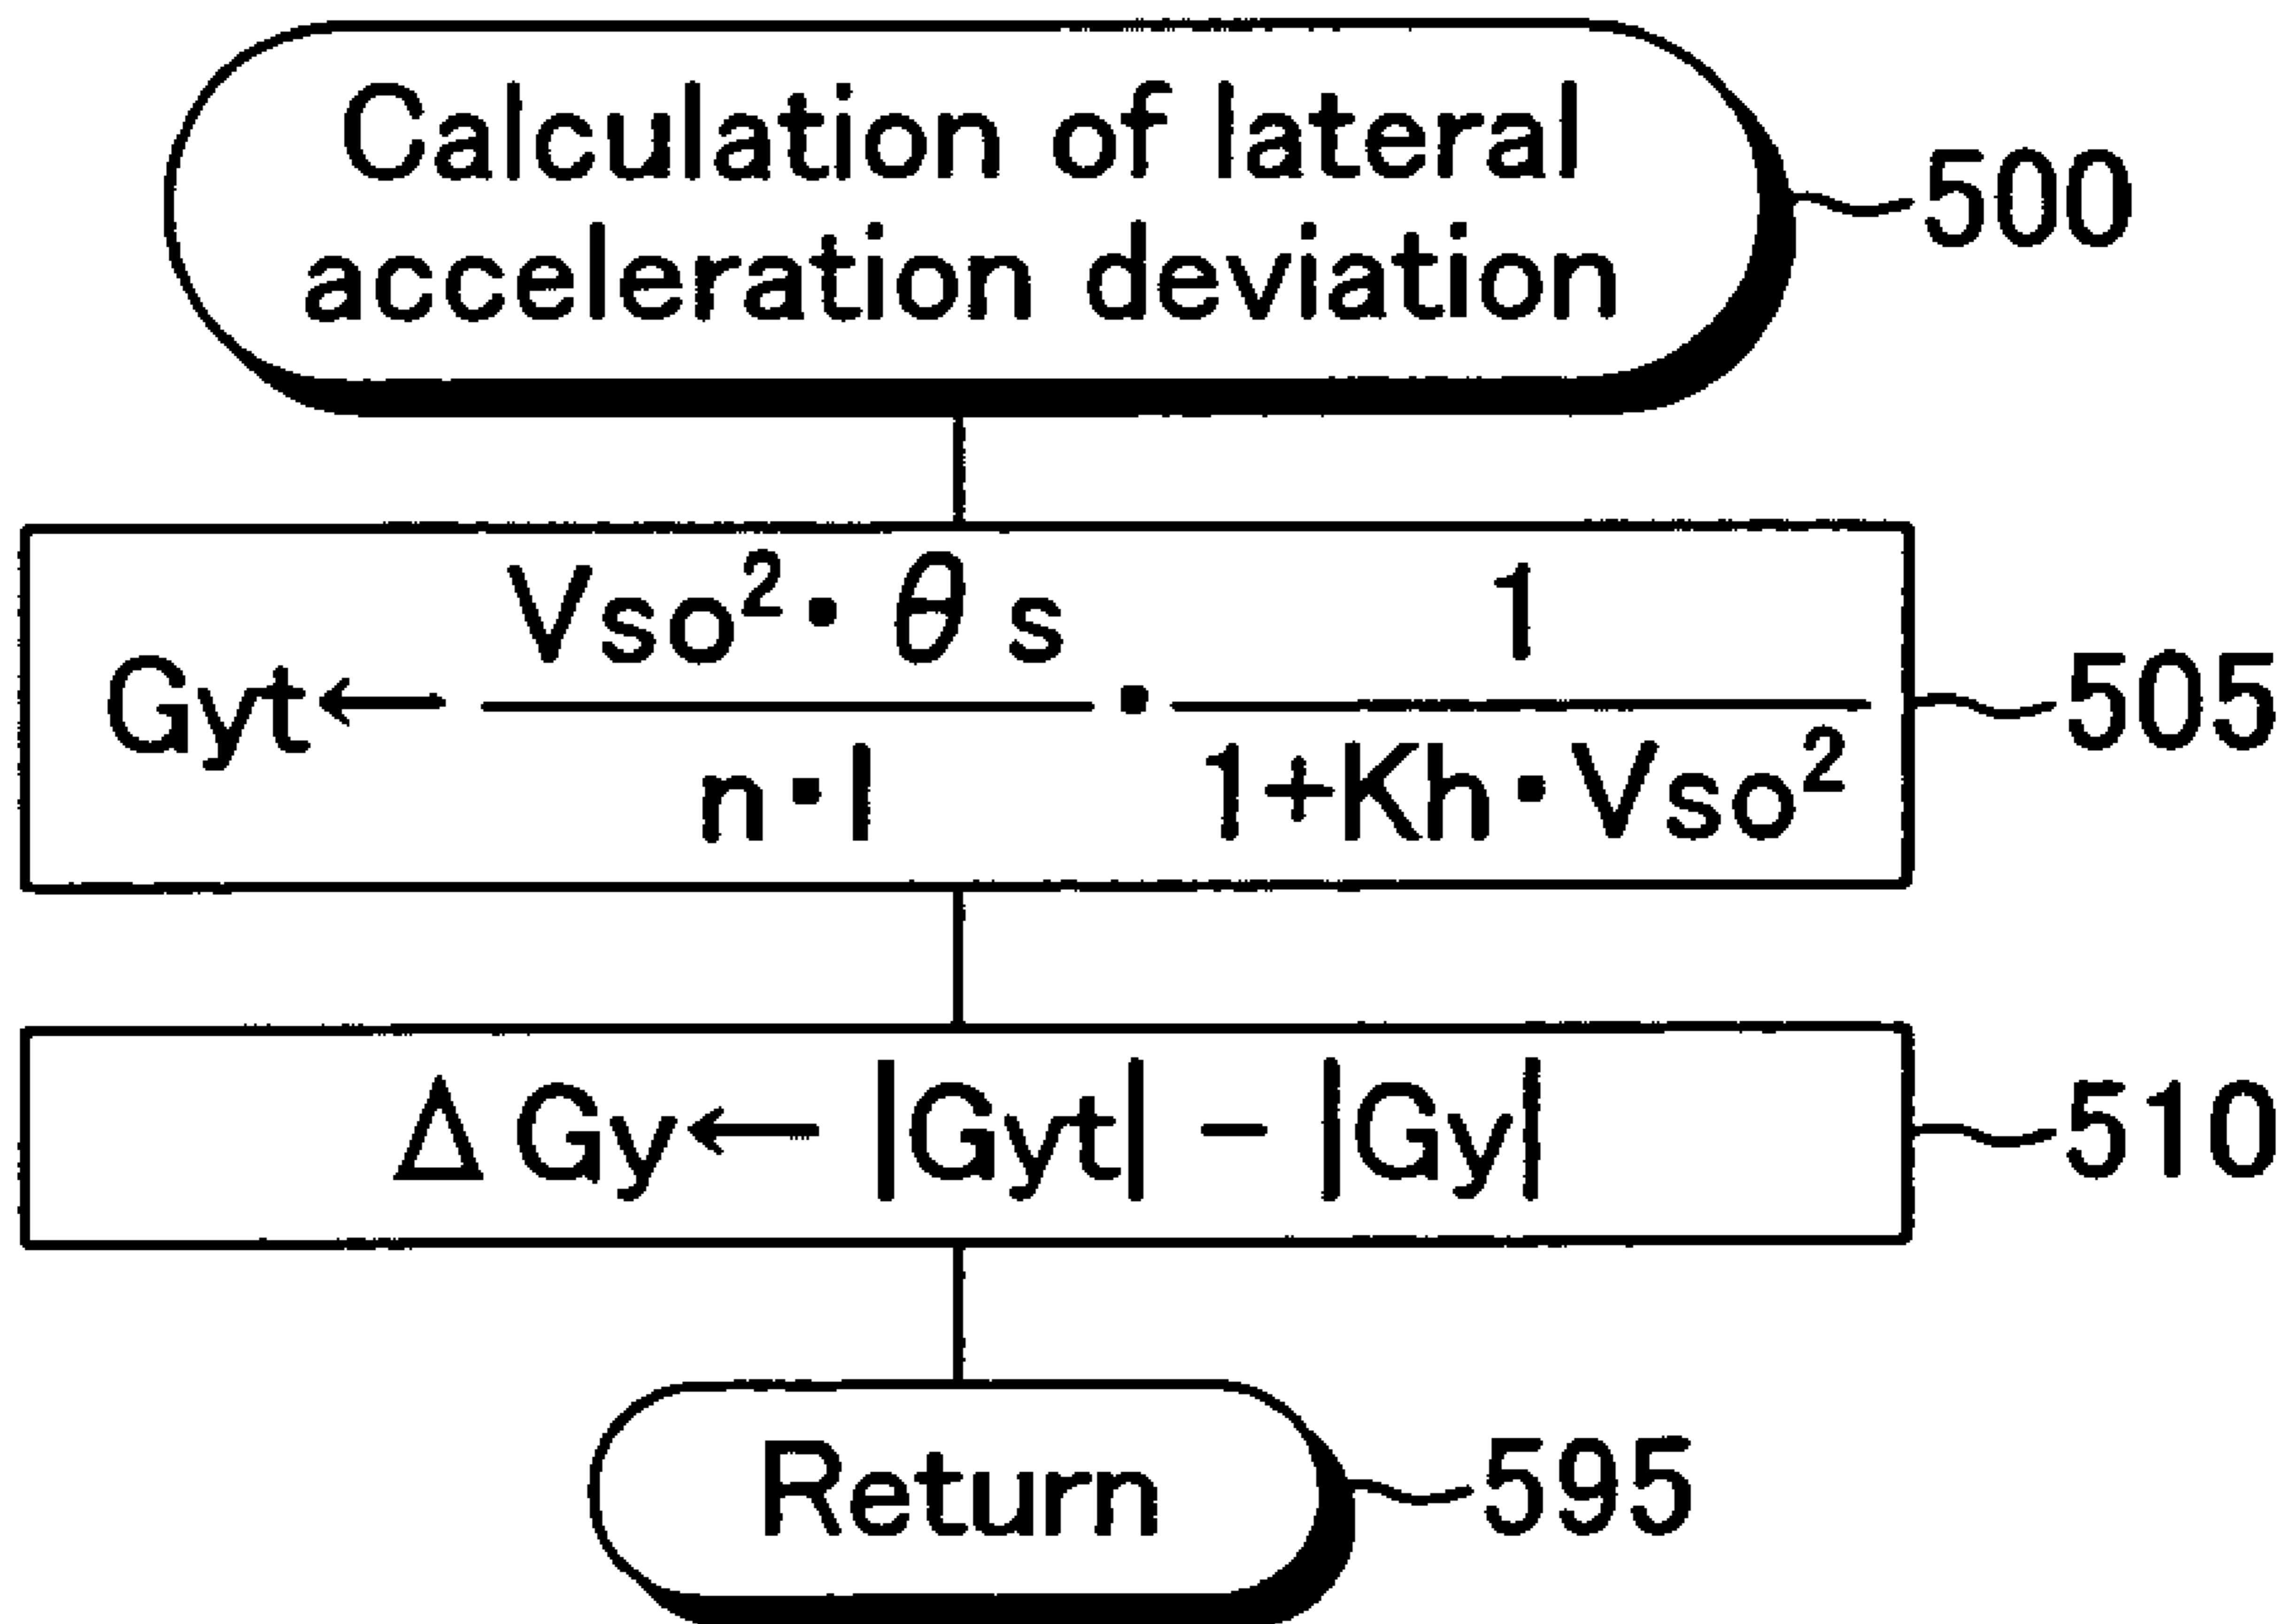 Calculation of lateral
acceleration deviation
500
Gyt← Vso²・θs / n・l ・ 1 / 1+Kh・Vso²
505
ΔGy← |Gyt| − |Gy|
510
Return
595